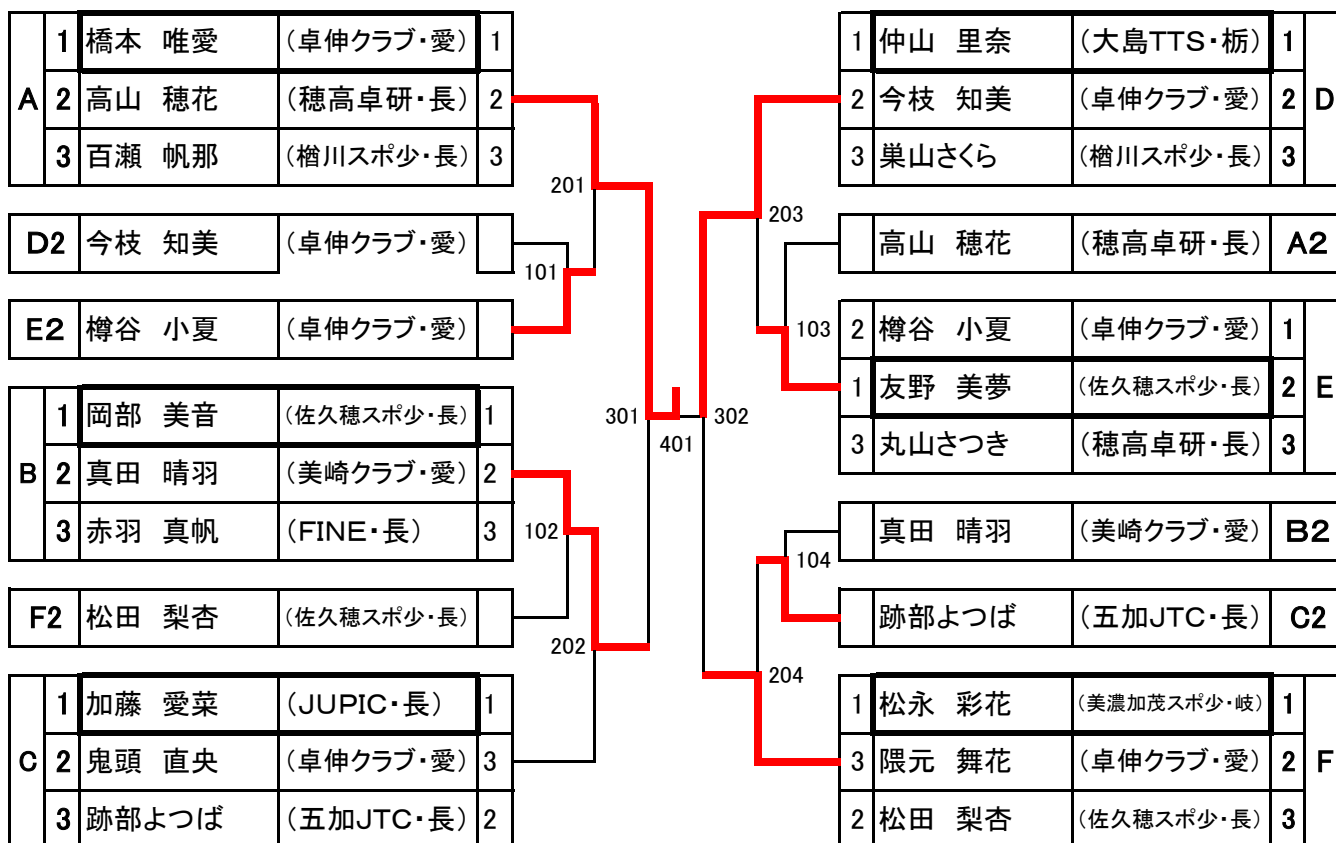 A
1 橋本 唯愛 (卓伸クラブ・愛) 1
2 高山 穂花 (穂高卓研・長) 2
3 百瀬 帆那 (楢川スポ少・長) 3
201
D2 今枝 知美 (卓伸クラブ・愛)
101
E2 樽谷 小夏 (卓伸クラブ・愛)
B
1 岡部 美音 (佐久穂スポ少・長) 1
2 真田 晴羽 (美崎クラブ・愛) 2
3 赤羽 真帆 (FINE・長) 3
102
F2 松田 梨杏 (佐久穂スポ少・長)
202
C
1 加藤 愛菜 (JUPIC・長) 1
2 鬼頭 直央 (卓伸クラブ・愛) 3
3 跡部よつば (五加JTC・長) 2
301
401
302
1 仲山 里奈 (大島TTS・栃) 1
2 今枝 知美 (卓伸クラブ・愛) 2
3 巣山さくら (楢川スポ少・長) 3
D
203
高山 穂花 (穂高卓研・長) A2
103
2 樽谷 小夏 (卓伸クラブ・愛) 1
1 友野 美夢 (佐久穂スポ少・長) 2
3 丸山さつき (穂高卓研・長) 3
E
真田 晴羽 (美崎クラブ・愛) B2
104
跡部よつば (五加JTC・長) C2
204
1 松永 彩花 (美濃加茂スポ少・岐) 1
3 隈元 舞花 (卓伸クラブ・愛) 2
2 松田 梨杏 (佐久穂スポ少・長) 3
F